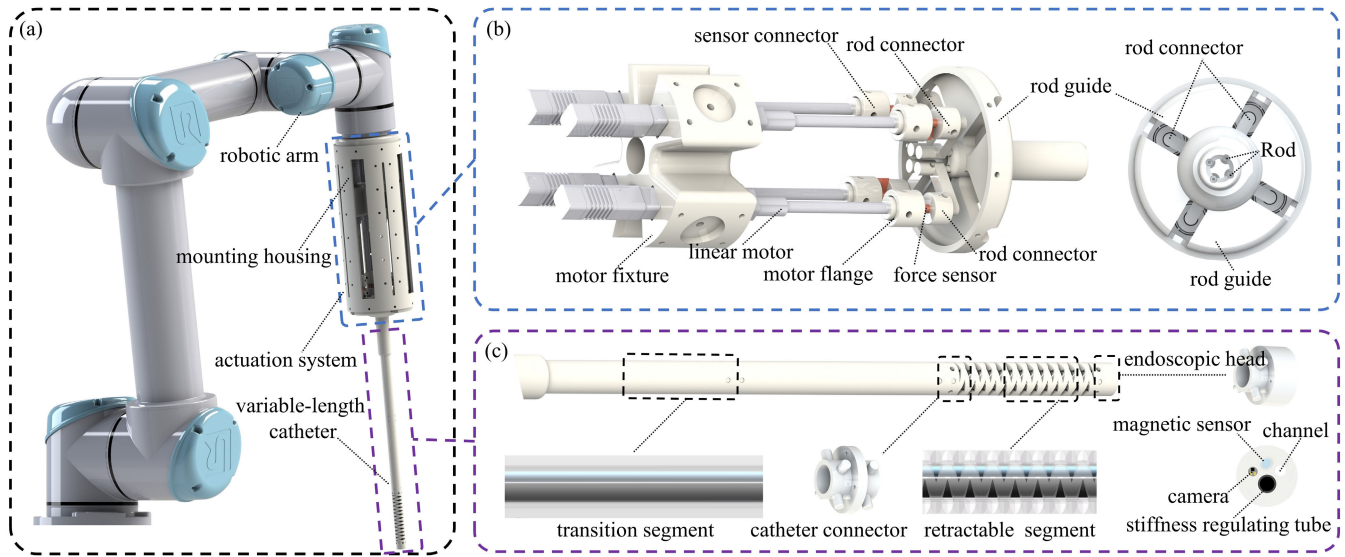 (a)
robotic arm
mounting housing
actuation system
variable-length
catheter
(b)
sensor connector
rod connector
rod guide
rod connector
Rod
motor fixture
linear motor
motor flange
force sensor
rod connector
rod guide
(c)
endoscopic head
magnetic sensor
channel
camera
stiffness regulating tube
transition segment
catheter connector
retractable segment